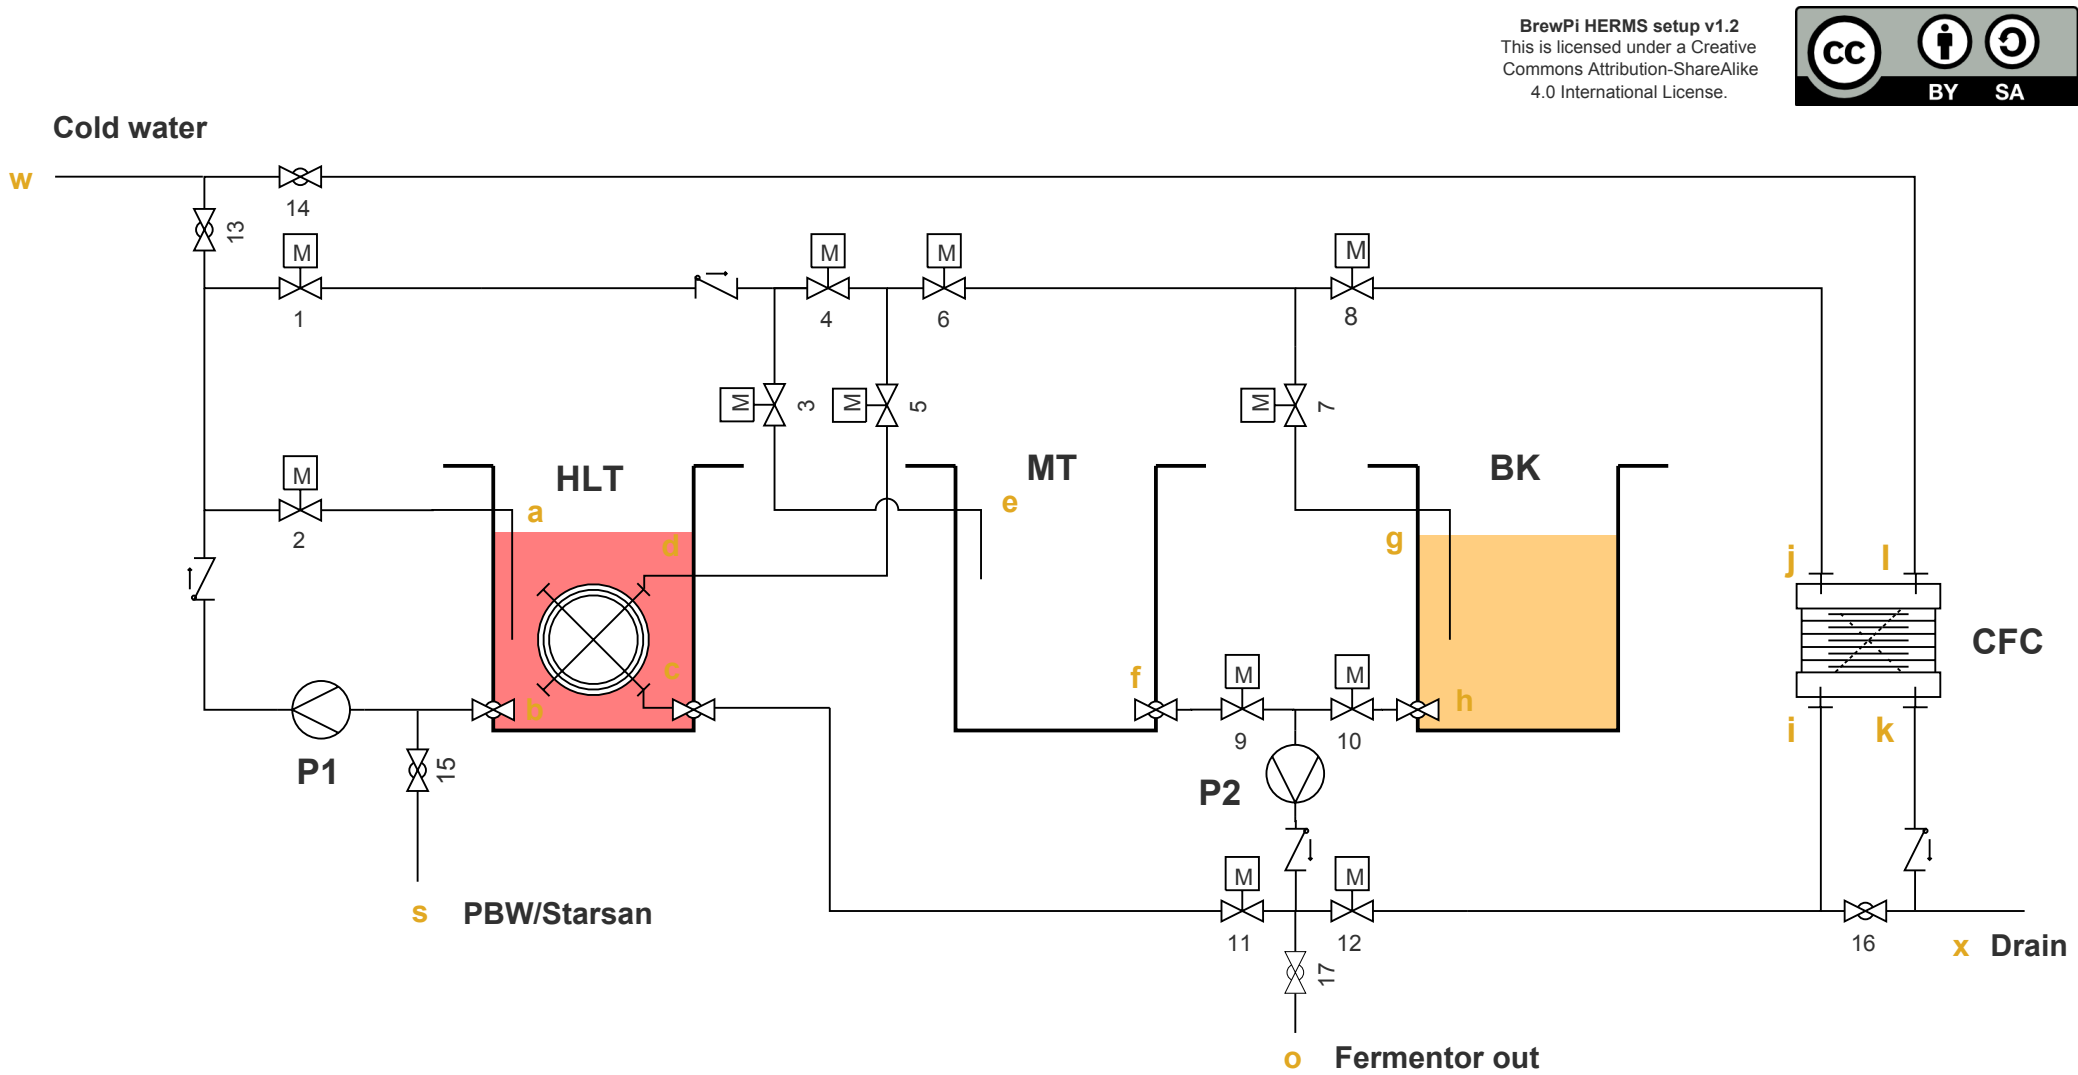 BrewPi HERMS setup v1.2
This is licensed under a Creative
Commons Attribution-ShareAlike
4.0 International License.
cc
BY SA
Cold water
w
14
13
M
M
M
M
1
4
6
8
M
3
M
5
M
7
M
2
HLT
MT
BK
a
d
e
g
c
b
f
h
j
l
CFC
i
k
M
M
9
10
P1
15
P2
M
M
11
12
16
s PBW/Starsan
x Drain
17
o Fermentor out